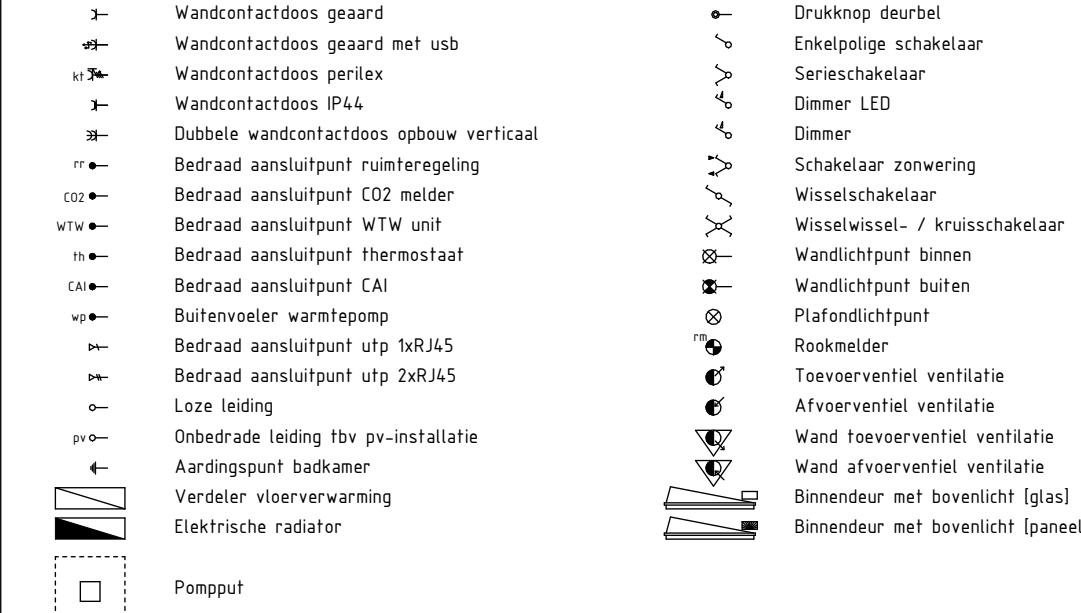 Wandcontactdoos geaard
Wandcontactdoos geaard met usb
kt Wandcontactdoos perilex
Wandcontactdoos IP44
Dubbele wandcontactdoos opbouw verticaal
rr Bedraad aansluitpunt ruimteregeling
CO2 Bedraad aansluitpunt CO2 melder
WTW Bedraad aansluitpunt WTW unit
th Bedraad aansluitpunt thermostaat
CAI Bedraad aansluitpunt CAI
wp Buitenvoeler warmtepomp
Bedraad aansluitpunt utp 1xRJ45
Bedraad aansluitpunt utp 2xRJ45
Loze leiding
pv Onbedrade leiding tbv pv-installatie
Aardingspunt badkamer
Verdeler vloerverwarming
Elektrische radiator
Pompput
Drukknop deurbel
Enkelpolige schakelaar
Serieschakelaar
Dimmer LED
Dimmer
Schakelaar zonwering
Wisselschakelaar
Wisselwissel- / kruisschakelaar
Wandlichtpunt binnen
Wandlichtpunt buiten
Plafondlichtpunt
rm Rookmelder
Toevoerventiel ventilatie
Afvoerventiel ventilatie
Wand toevoerventiel ventilatie
Wand afvoerventiel ventilatie
Binnendeur met bovenlicht [glas]
Binnendeur met bovenlicht [paneel